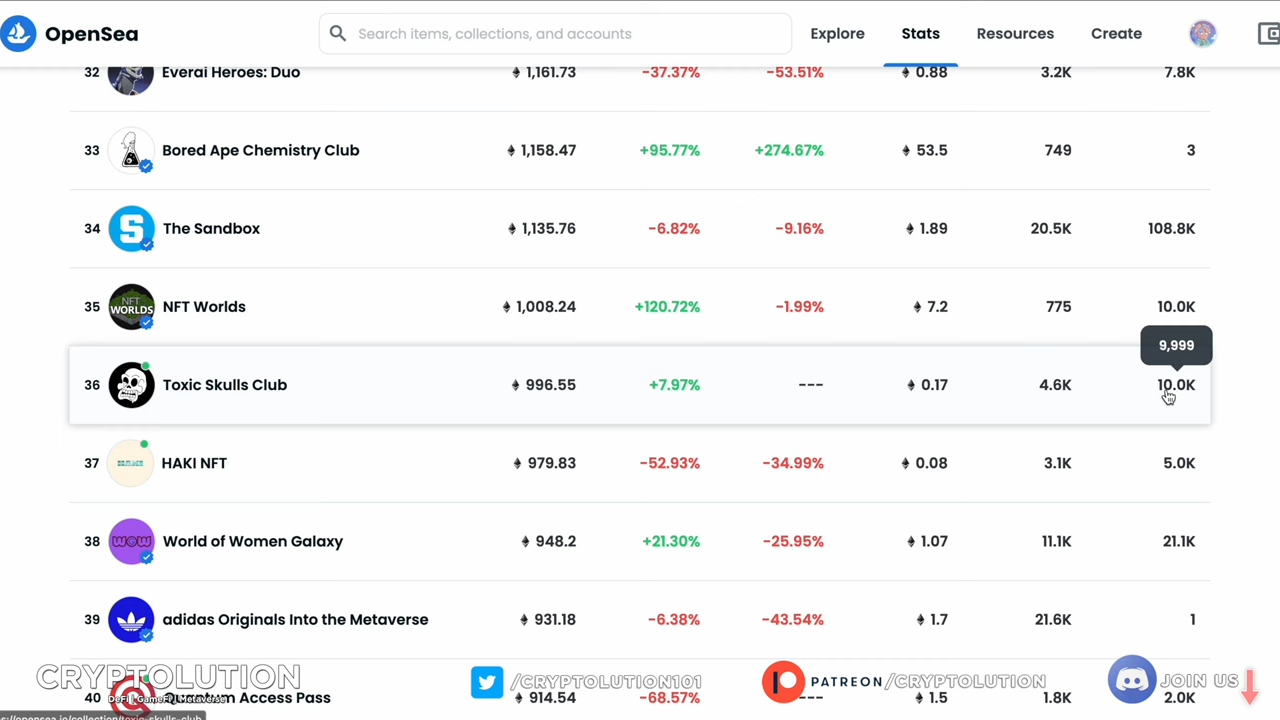 OpenSea Search items, collections, and accounts Explore Stats Resources Create
32 Everai Heroes: Duo 1,161.73 -37.37% -53.51% 0.88 3.2K 7.8K
33 Bored Ape Chemistry Club 1,158.47 +95.77% +274.67% 53.5 749 3
34 The Sandbox 1,135.76 -6.82% -9.16% 1.89 20.5K 108.8K
35 NFT WORLDS NFT Worlds 1,008.24 +120.72% -1.99% 7.2 775 10.0K
9,999
36 Toxic Skulls Club 996.55 +7.97% --- 0.17 4.6K 10.0K
37 HAKI NFT 979.83 -52.93% -34.99% 0.08 3.1K 5.0K
38 WOW World of Women Galaxy 948.2 +21.30% -25.95% 1.07 11.1K 21.1K
39 adidas Originals Into the Metaverse 931.18 -6.38% -43.54% 1.7 21.6K 1
CRYPTOLUTION /CRYPTOLUTION101 PATREON/CRYPTOLUTION JOIN US
40 Quantum Access Pass 914.54 -68.57% --- 1.5 1.8K 2.0K